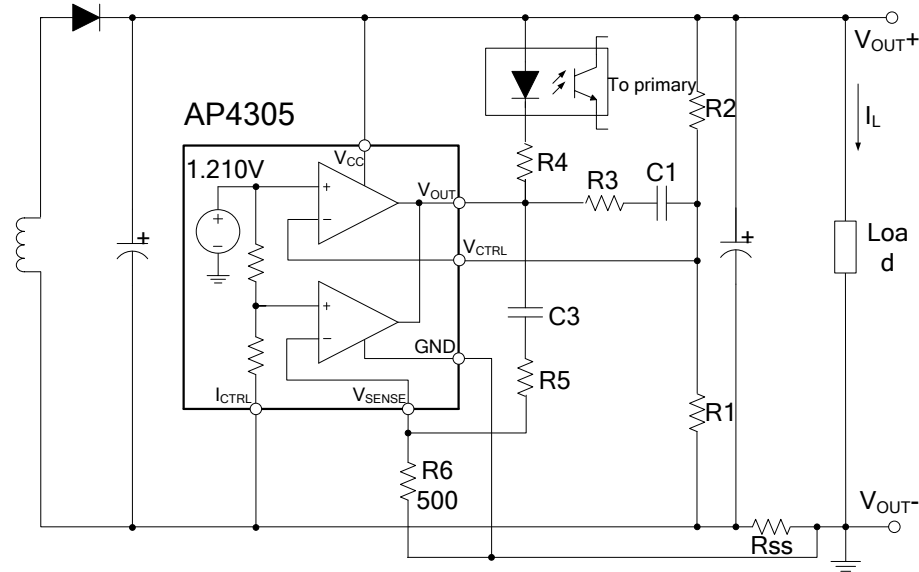 VOUT+
To primary
R2
AP4305
IL
VCC
R4
1.210V
R3
C1
+
VOUT
+
−
+
−
VCTRL
+
Loa
d
+
−
C3
GND
R5
ICTRL
VSENSE
R1
R6
500
VOUT-
Rss